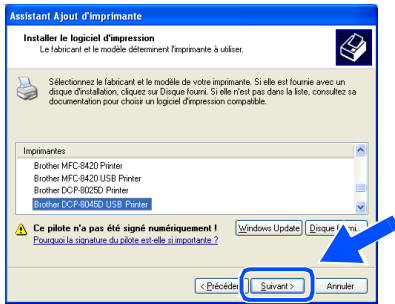 Assistant Ajout d'imprimante
Installer le logiciel d'impression
Le fabricant et le modèle déterminent l'imprimante à utiliser.
Sélectionnez le fabricant et le modèle de votre imprimante. Si elle est fournie avec un
disque d'installation, cliquez sur Disque fourni. Si elle n'est pas dans la liste, consultez sa
documentation pour choisir un logiciel d'impression compatible.
Imprimantes
Brother MFC-8420 Printer
Brother MFC-8420 USB Printer
Brother DCP-8025D Printer
Brother DCP-8045D USB Printer
Ce pilote n'a pas été signé numériquement !
Windows Update
Disque
Pourquoi la signature du pilote est-elle si importante ?
Suivant >
Annuler